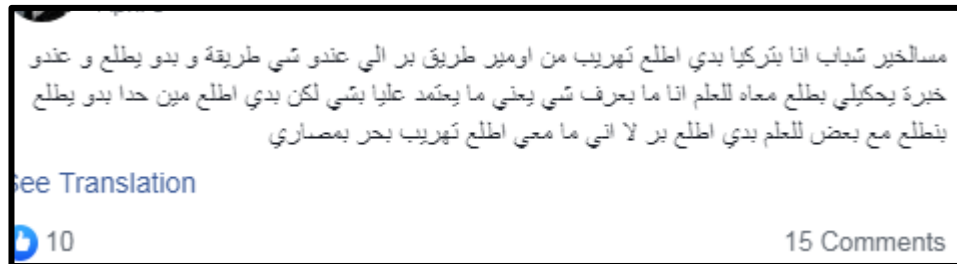 مسالخير شباب انا بتركيا بدي اطلع تهريب من اومير طريق بر الي عندو شي طريقة و بدو يطلع و عندو
خبرة يحكيلي بطلع معاه للعلم انا ما بعرف شي يعني ما يعتمد عليا بشي لكن بدي اطلع مين حدا بدو يطلع
بنطلع مع بعض للعلم بدي اطلع بر لا اني ما معي اطلع تهريب بحر بمصاري
See Translation
10
15 Comments